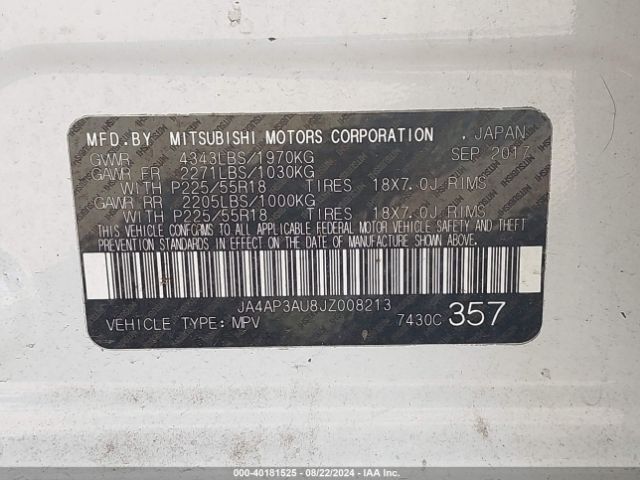 MFD.BY MITSUBISHI MOTORS CORPORATION . JAPAN
GVWR 4343LBS/1970KG SEP 2017
GAWR FR 2271LBS/1030KG
WITH P225/55R18 TIRES 18X7.0J RIMS
GAWR RR 2205LBS/1000KG
WITH P225/55R18 TIRES 18X7.0J RIMS
THIS VEHICLE CONFORMS TO ALL APPLICABLE FEDERAL MOTOR VEHICLE SAFETY AND THEFT
PREVENTION STANDARDS IN EFFECT ON THE DATE OF MANUFACTURE SHOWN ABOVE.
JA4AP3AU8JZ008213
VEHICLE TYPE: MPV 7430C 357
000-40181525 - 08/22/2024 - IAA Inc.